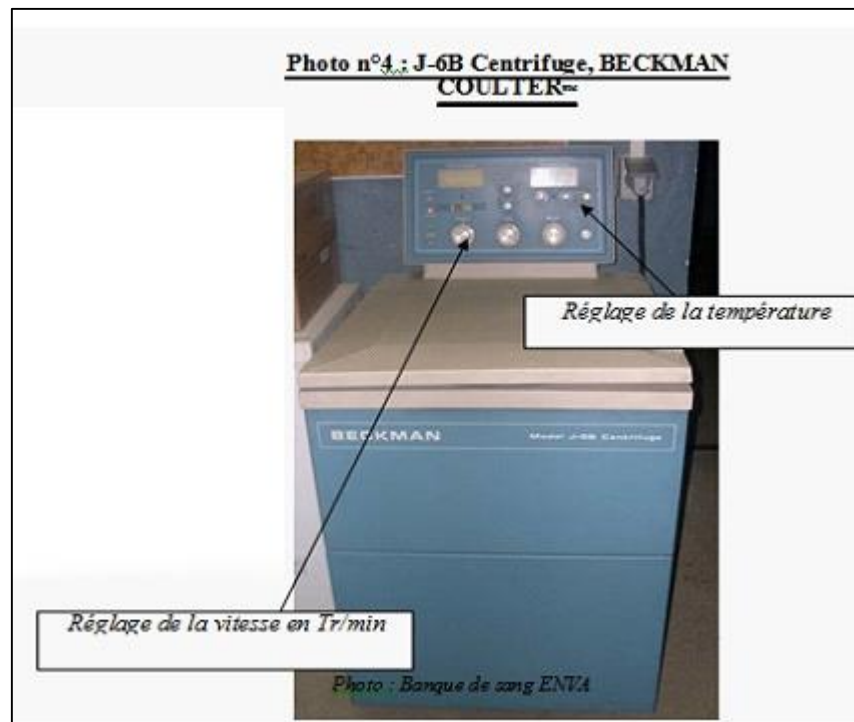 Photo n°4 : J-6B Centrifuge, BECKMAN
COULTER
Réglage de la température
BECKMAN Model J-6B Centrifuge
Réglage de la vitesse en Tr/min
Photo : Banque de sang ENVA